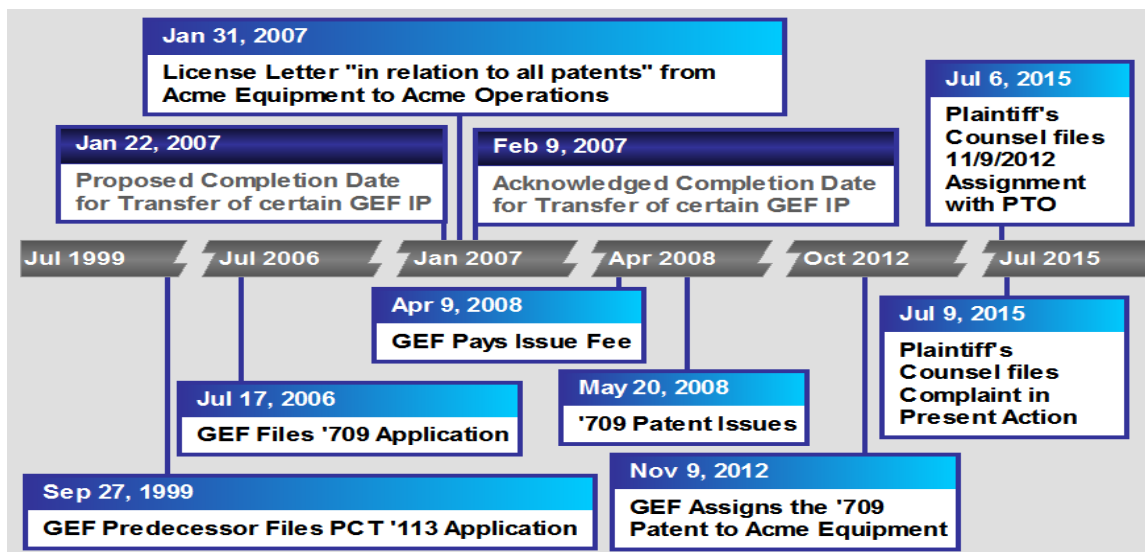 Jan 31, 2007
License Letter "in relation to all patents" from
Acme Equipment to Acme Operations
Jul 6, 2015
Plaintiff's
Counsel files
11/9/2012
Assignment
with PTO
Jan 22, 2007
Proposed Completion Date
for Transfer of certain GEF IP
Feb 9, 2007
Acknowledged Completion Date
for Transfer of certain GEF IP
Jul 1999
Jul 2006
Jan 2007
Apr 2008
Oct 2012
Jul 2015
Apr 9, 2008
GEF Pays Issue Fee
Jul 9, 2015
Plaintiff's
Counsel files
Complaint in
Present Action
Jul 17, 2006
GEF Files '709 Application
May 20, 2008
'709 Patent Issues
Sep 27, 1999
GEF Predecessor Files PCT '113 Application
Nov 9, 2012
GEF Assigns the '709
Patent to Acme Equipment